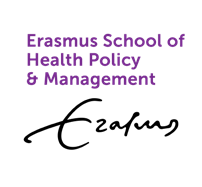 Erasmus School of
Health Policy
& Management
Erasmus